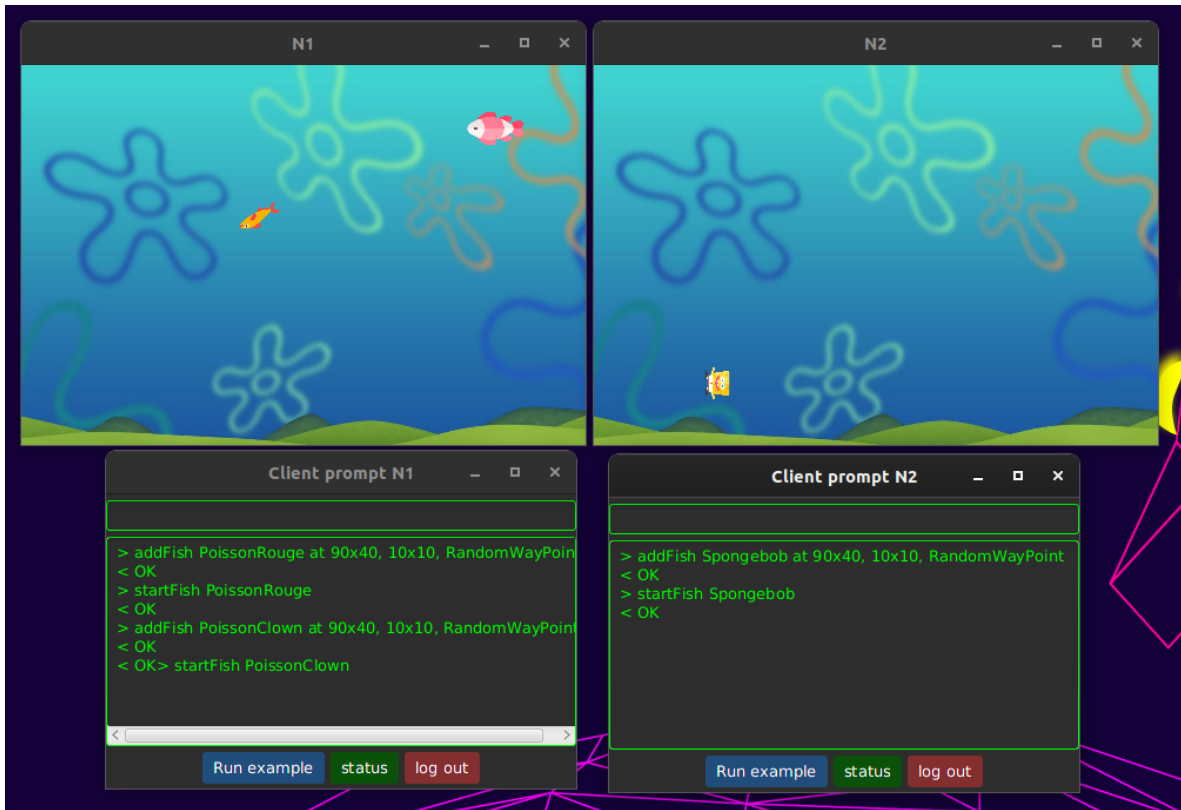 N1
N2
Client prompt N1
> addFish PoissonRouge at 90x40, 10x10, RandomWayPoin
< OK
> startFish PoissonRouge
< OK
> addFish PoissonClown at 90x40, 10x10, RandomWayPoint
< OK
< OK> startFish PoissonClown
Run example
status
log out
Client prompt N2
> addFish Spongebob at 90x40, 10x10, RandomWayPoint
< OK
> startFish Spongebob
< OK
Run example
status
log out